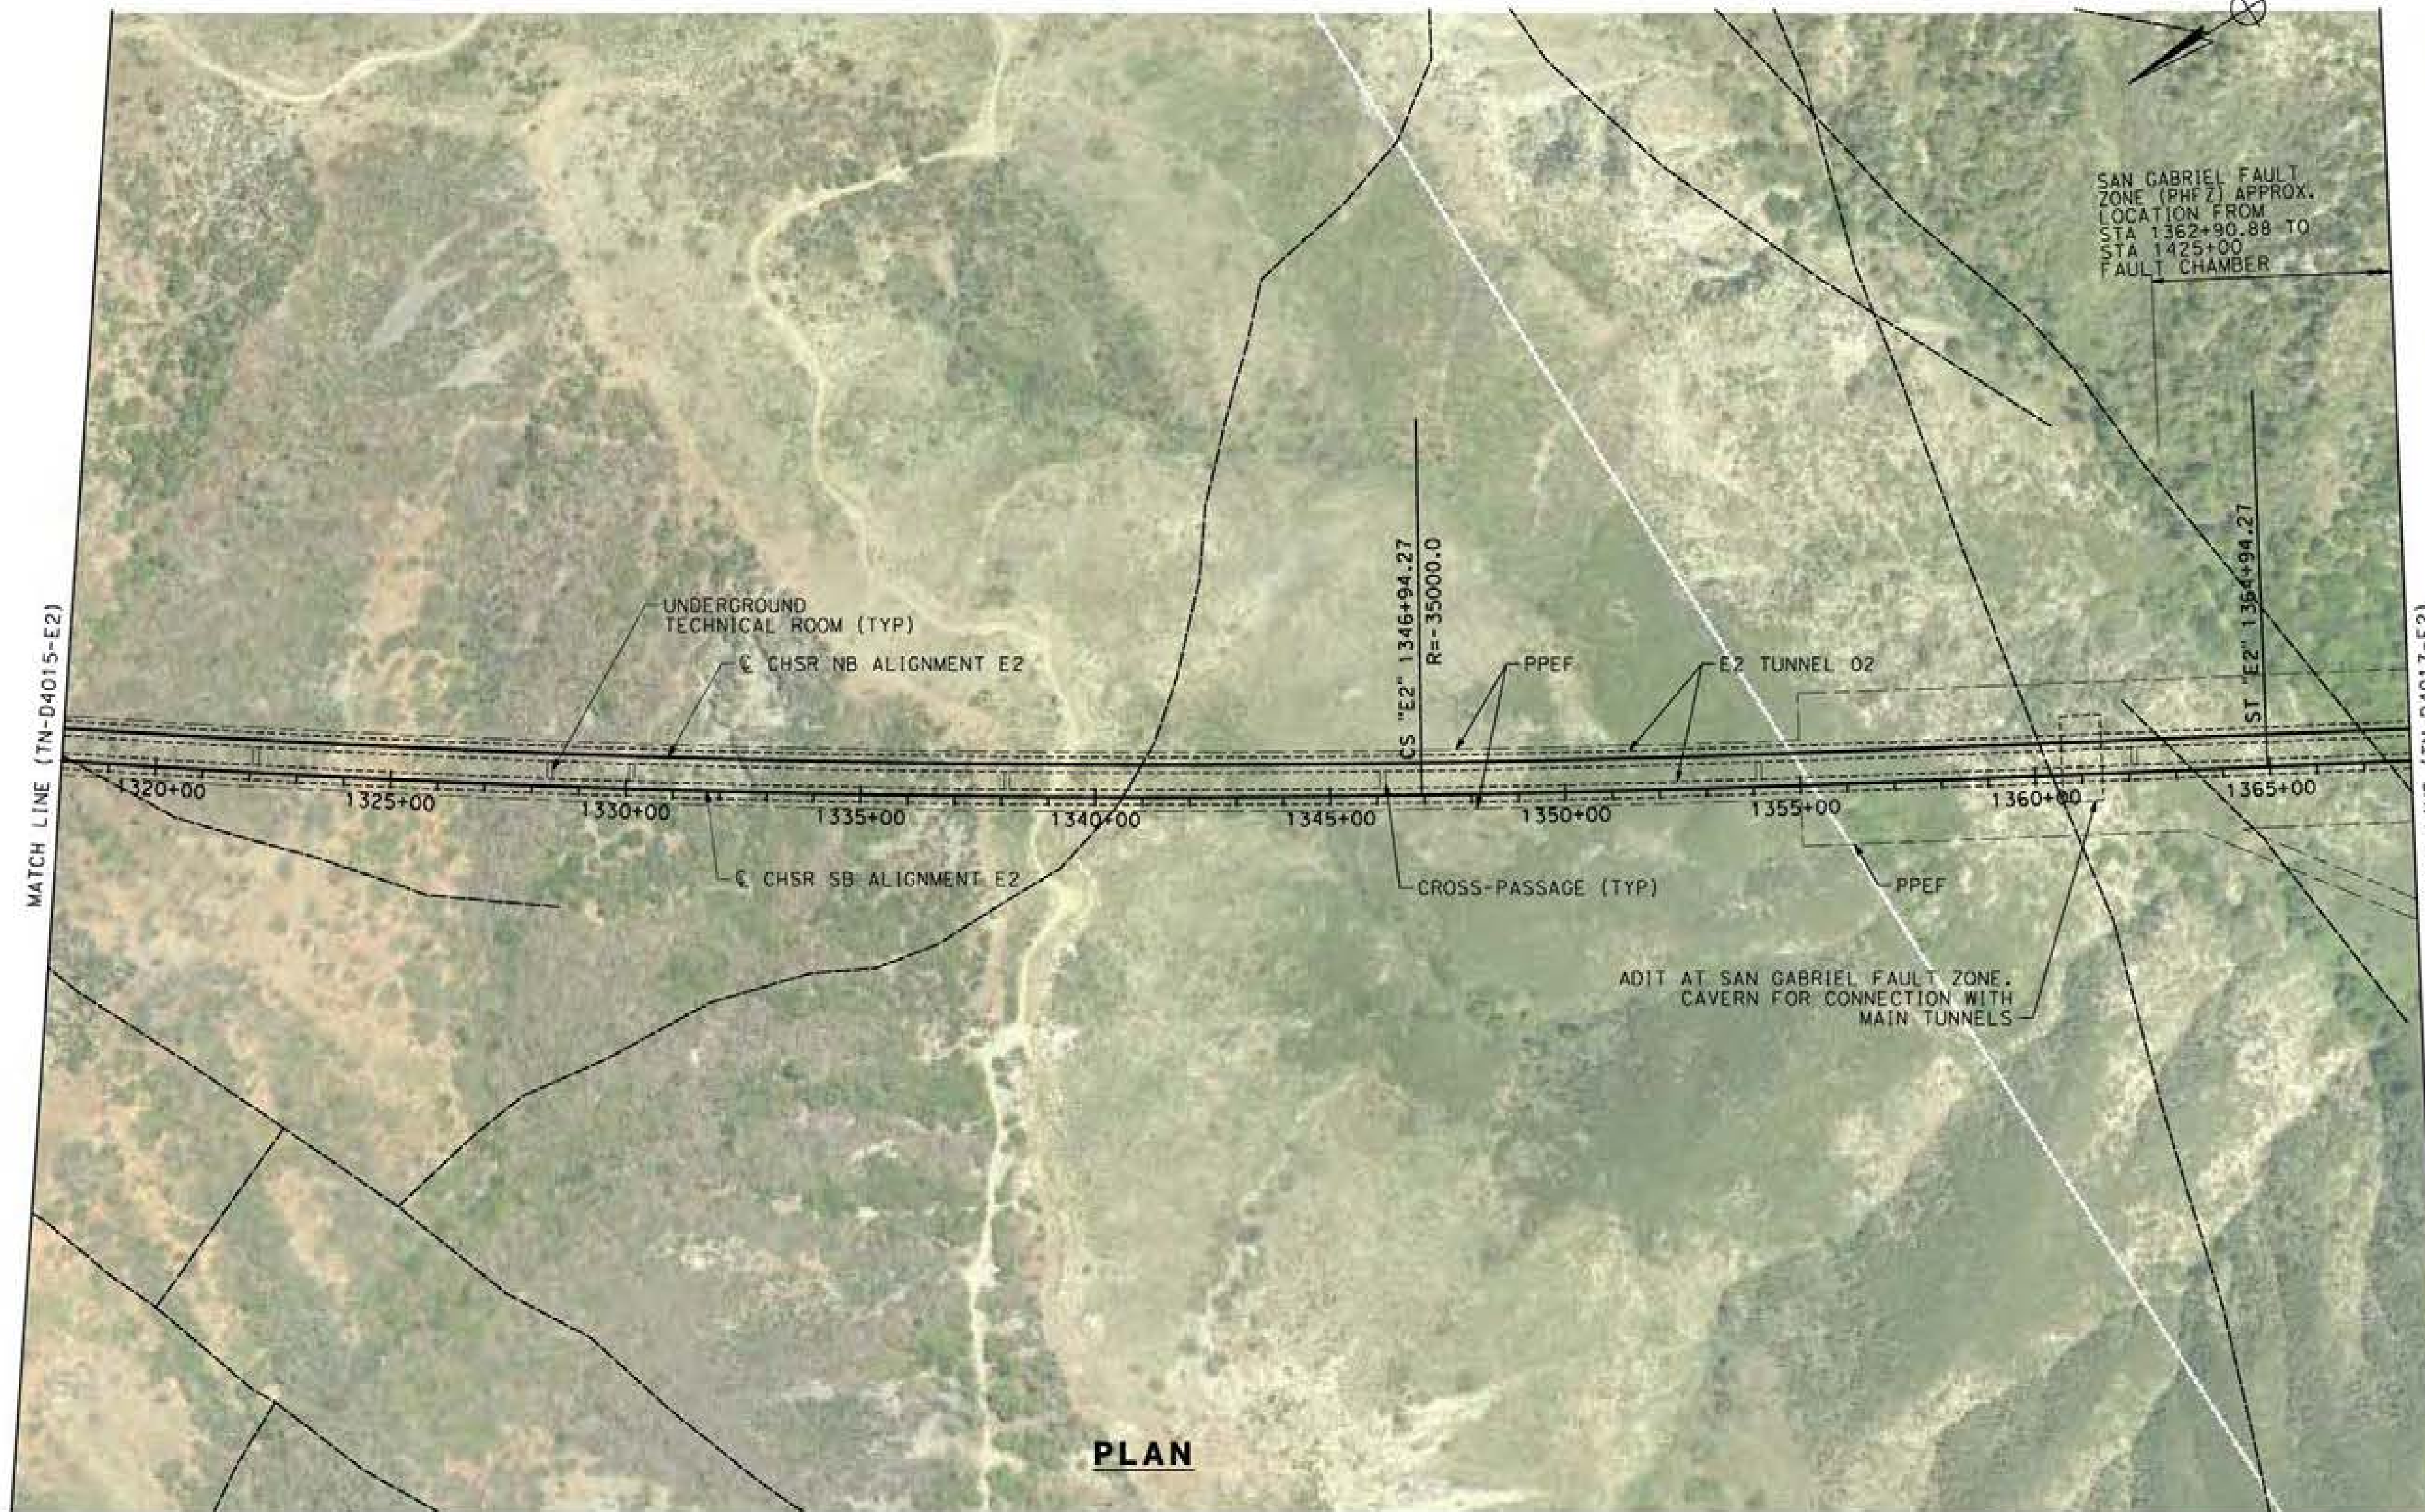 SAN GABRIEL FAULT
ZONE (PHFZ) APPROX.
LOCATION FROM
STA 1362+90.88 TO
STA 1425+00
FAULT CHAMBER
MATCH LINE (TN-D4015-E2)
UNDERGROUND
TECHNICAL ROOM (TYP)
℄ CHSR NB ALIGNMENT E2
CS "E2" 1346+94.27
R=-35000.0
PPEF
E2 TUNNEL 02
ST "E2" 1364+94.27
1320+00
1325+00
1330+00
1335+00
1340+00
1345+00
1350+00
1355+00
1360+00
1365+00
℄ CHSR SB ALIGNMENT E2
CROSS-PASSAGE (TYP)
PPEF
ADIT AT SAN GABRIEL FAULT ZONE.
CAVERN FOR CONNECTION WITH
MAIN TUNNELS
PLAN